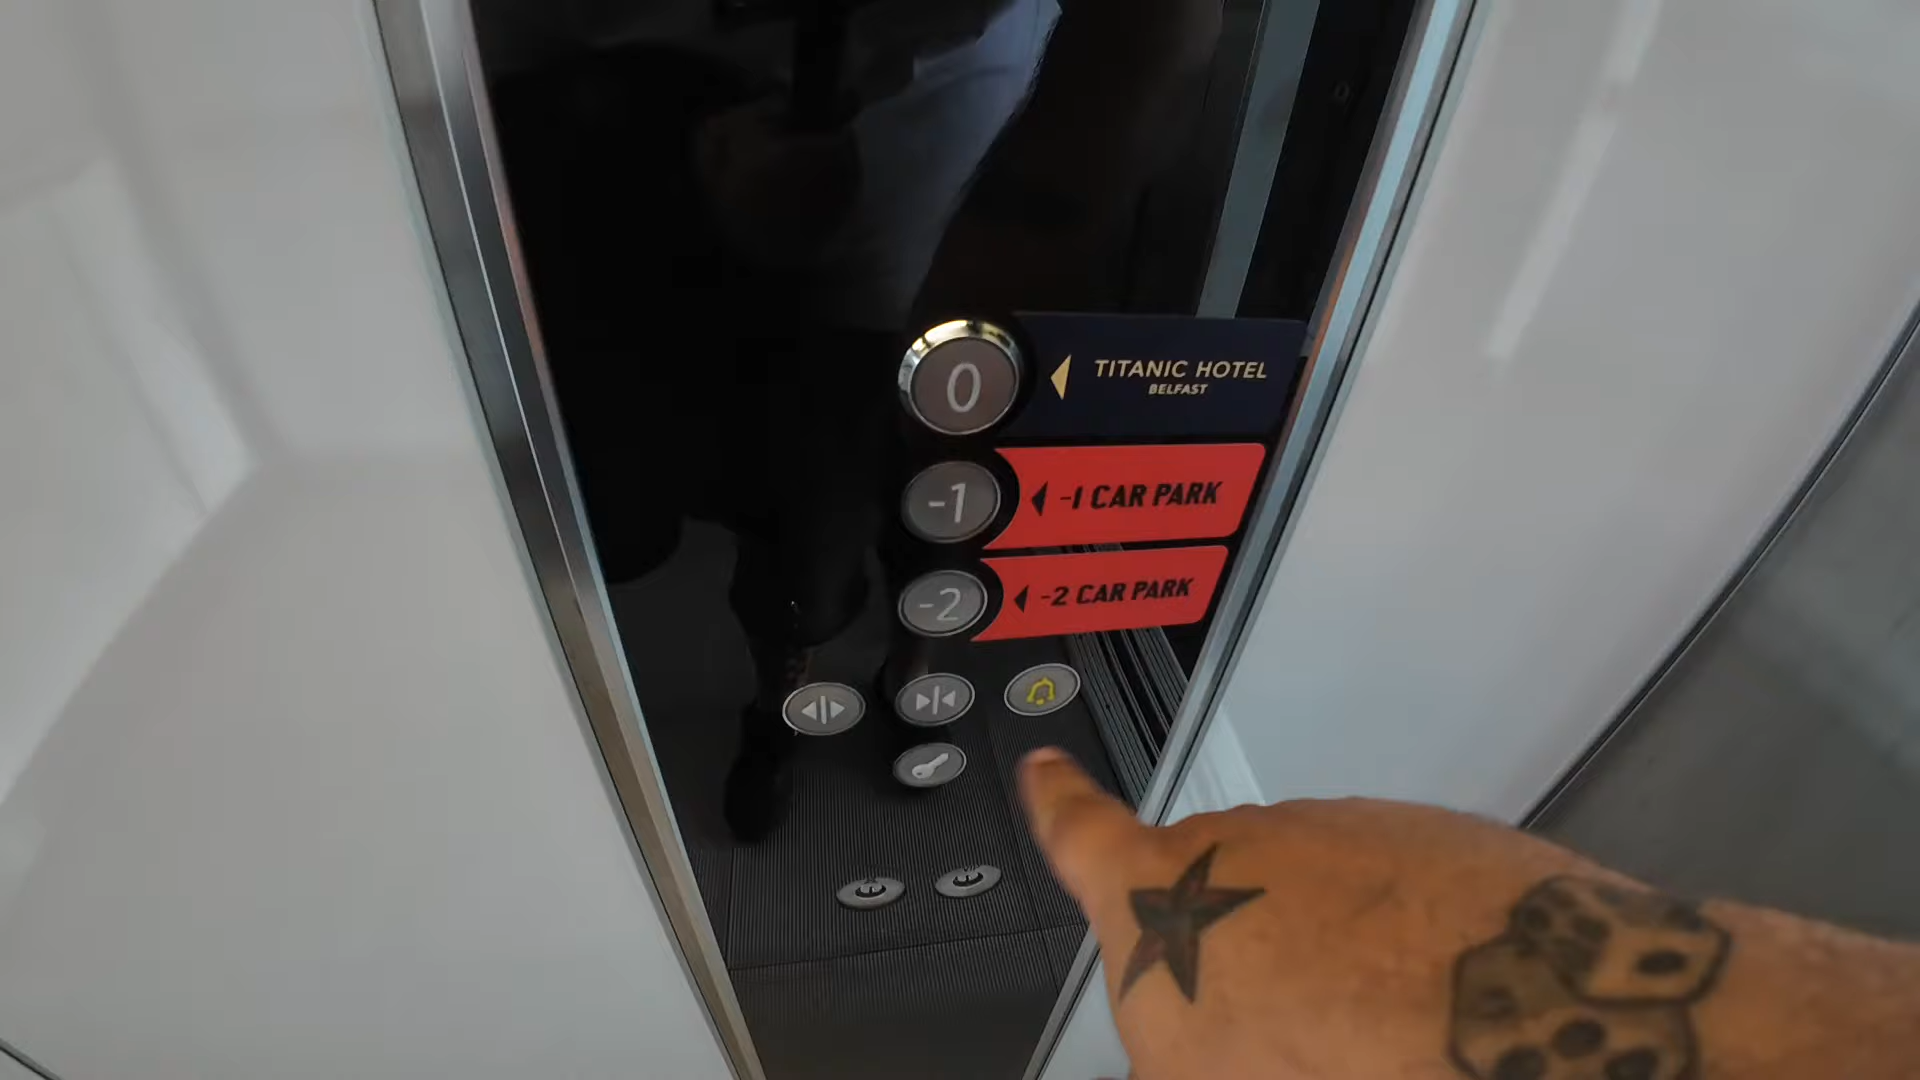 0
TITANIC HOTEL
BELFAST
-1
-1 CAR PARK
-2
-2 CAR PARK